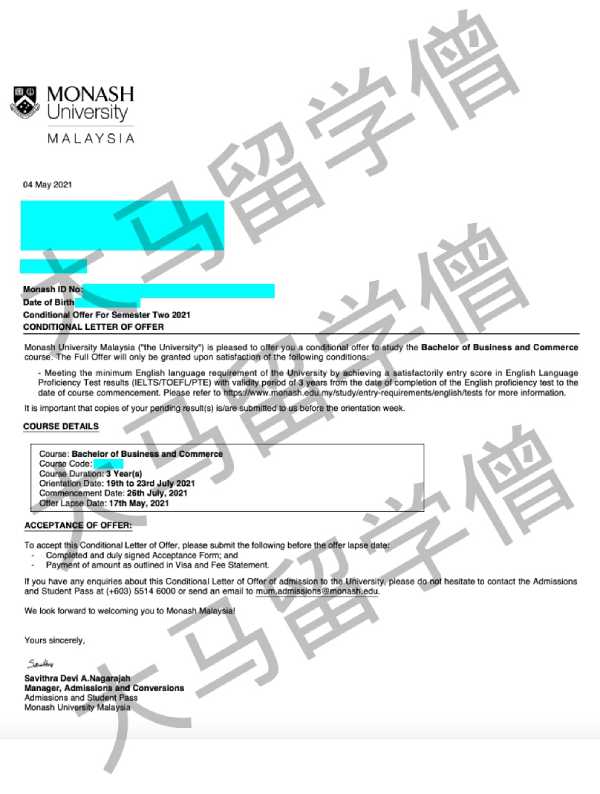 MONASH
University
MALAYSIA
04 May 2021
Monash ID No:
Date of Birth
Conditional Offer For Semester Two 2021
CONDITIONAL LETTER OF OFFER
Monash University Malaysia ("the University") is pleased to offer you a conditional offer to study the Bachelor of Business and Commerce
course. The Full Offer will only be granted upon satisfaction of the following conditions:
- Meeting the minimum English language requirement of the University by achieving a satisfactorily entry score in English Language
Proficiency Test results (IELTS/TOEFL/PTE) with validity period of 3 years from the date of completion of the English proficiency test to the
date of course commencement. Please refer to https://www.monash.edu.my/study/entry-requirements/english/tests for more information.
It is important that copies of your pending result(s) is/are submitted to us before the orientation week.
COURSE DETAILS
Course: Bachelor of Business and Commerce
Course Code:
Course Duration: 3 Year(s)
Orientation Date: 19th to 23rd July 2021
Commencement Date: 26th July, 2021
Offer Lapse Date: 17th May, 2021
ACCEPTANCE OF OFFER:
To accept this Conditional Letter of Offer, please submit the following before the offer lapse date:
- Completed and duly signed Acceptance Form; and
- Payment of amount as outlined in Visa and Fee Statement.
If you have any enquiries about this Conditional Letter of Offer of admission to the University, please do not hesitate to contact the Admissions
and Student Pass at (+603) 5514 6000 or send an email to mum.admissions@monash.edu.
We look forward to welcoming you to Monash Malaysia!
Yours sincerely,
Savithra Devi A.Nagarajah
Manager, Admissions and Conversions
Admissions and Student Pass
Monash University Malaysia
大马留学僧
大马留学僧
大马留学僧